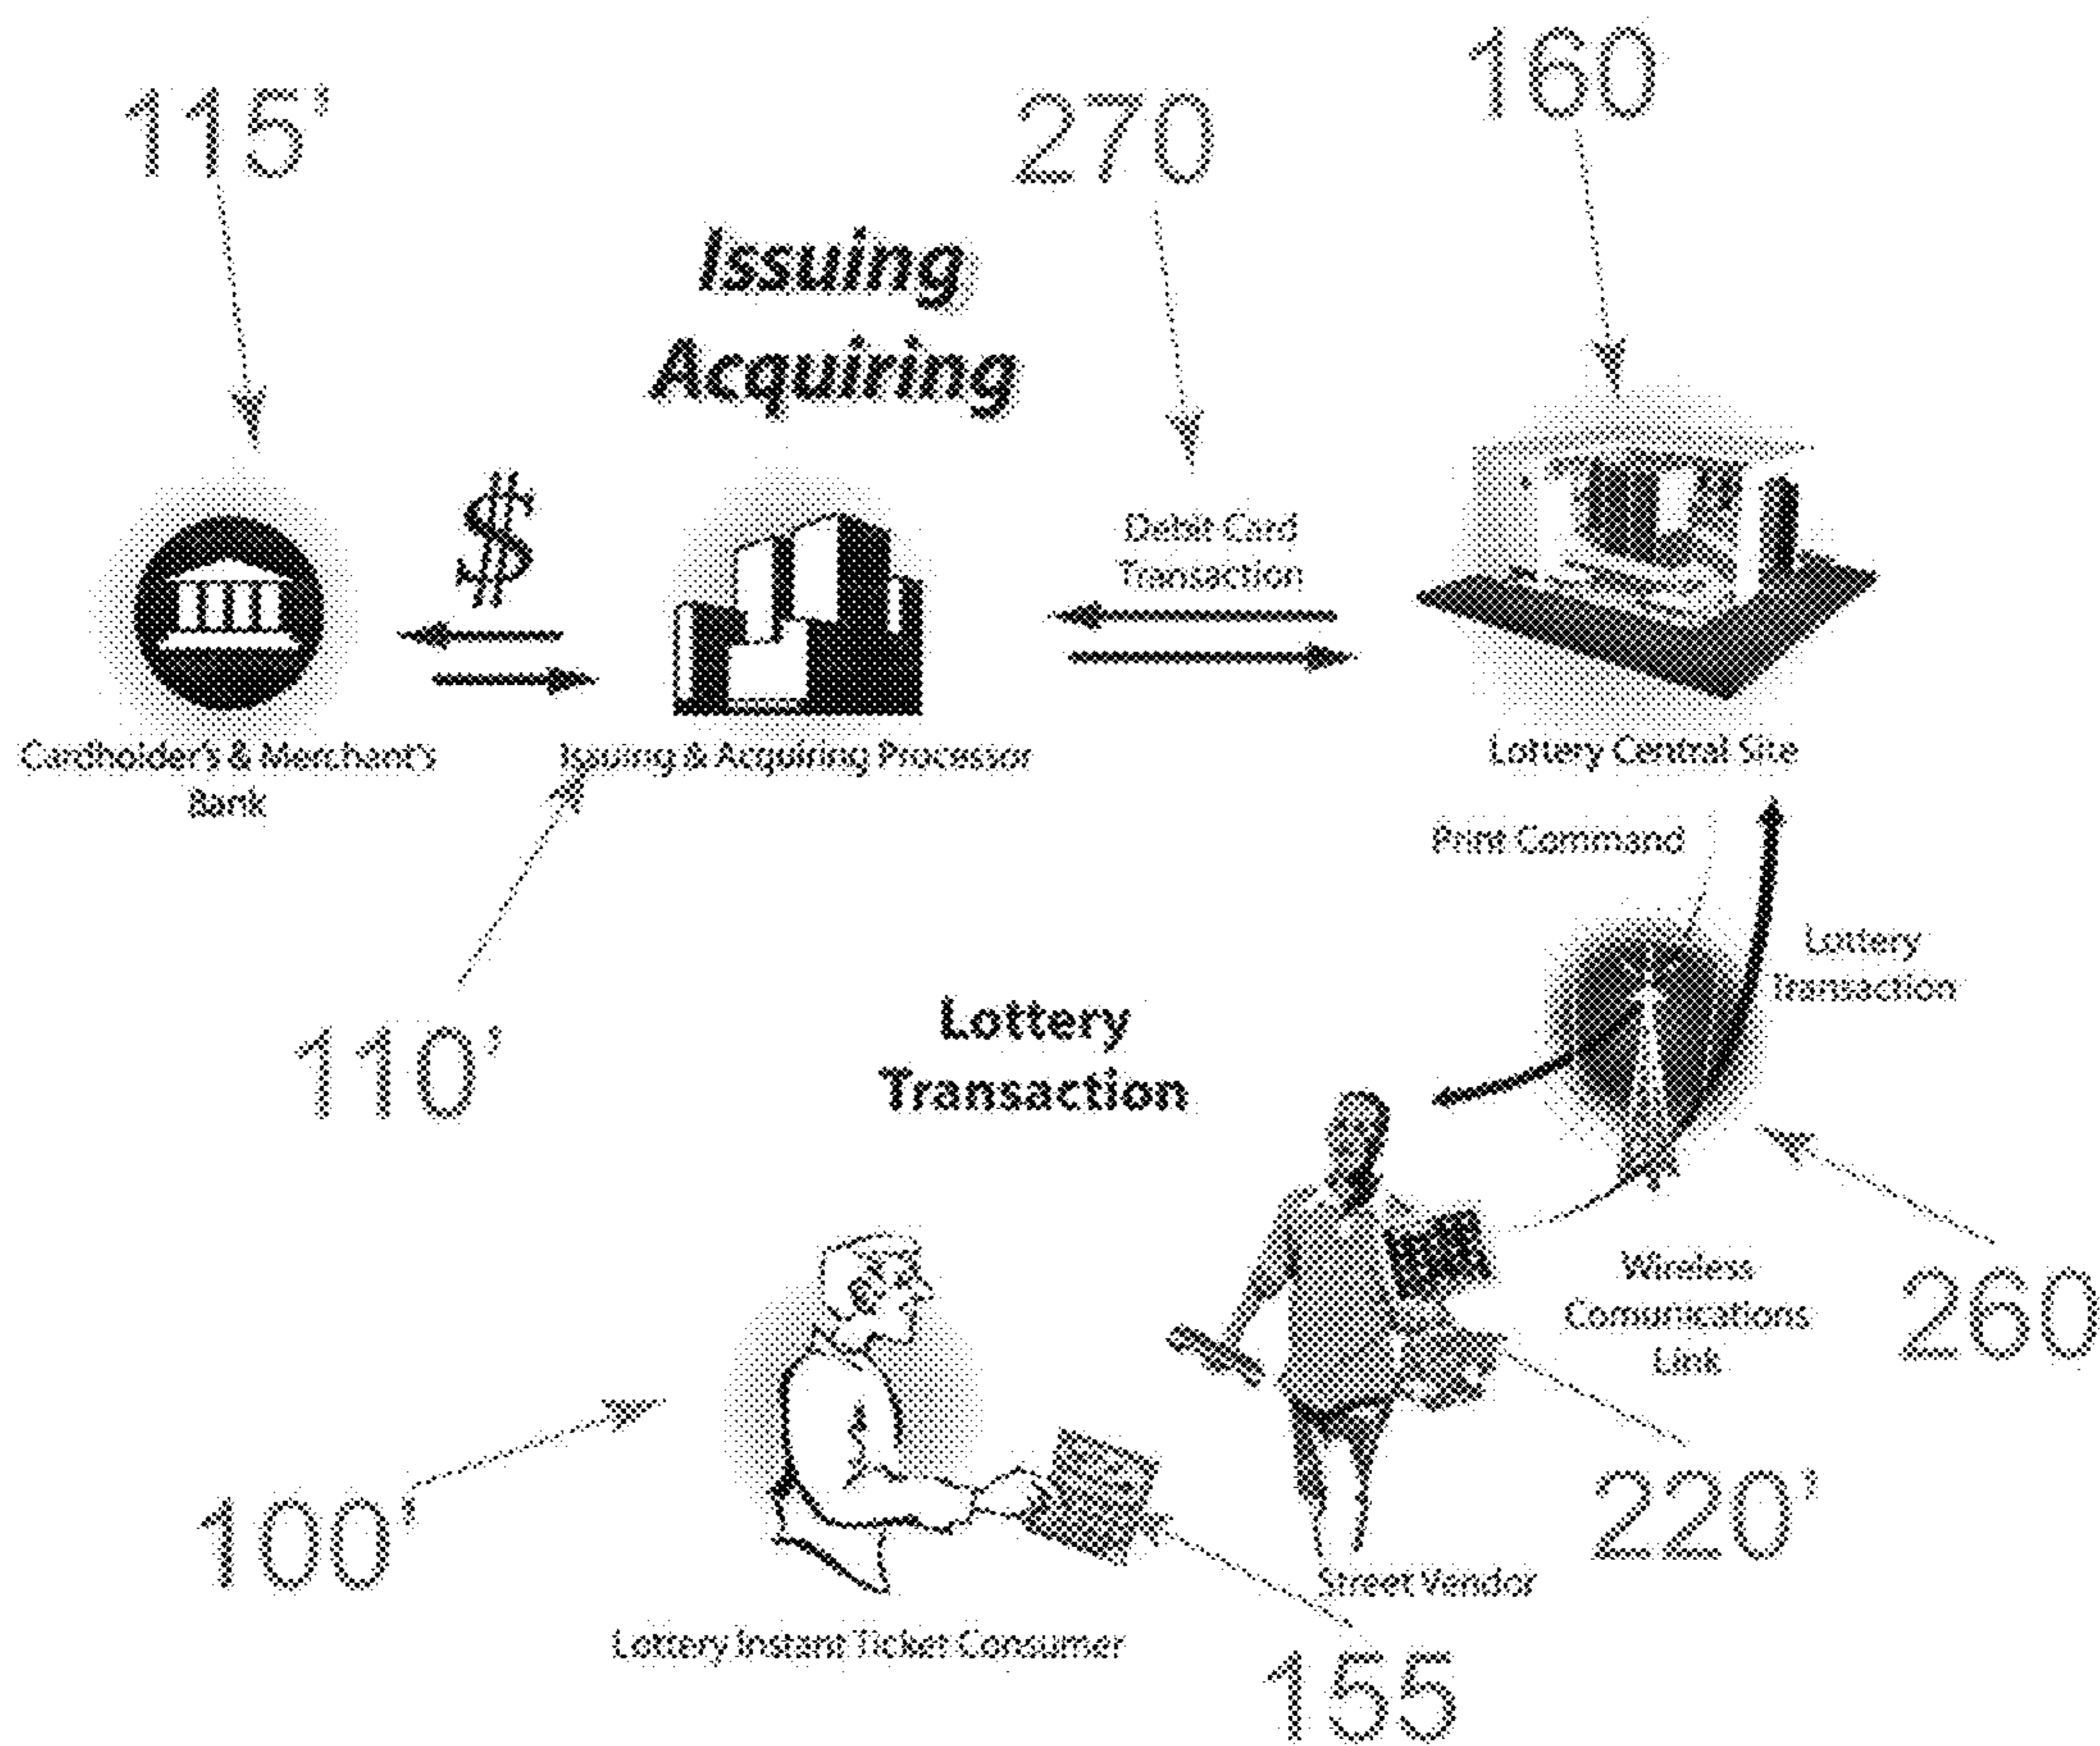 160
115'
270
Issuing
Acquiring
$
Debit Card
Transaction
Cardholder's & Merchant's
Bank
Issuing & Acquiring Processor
Lottery Central Site
Print Command
Lottery
Transaction
110'
Lottery
Transaction
Wireless
Comunications
Link
260
100'
220'
Street Vendor
Lottery Instant Ticket Consumer
155